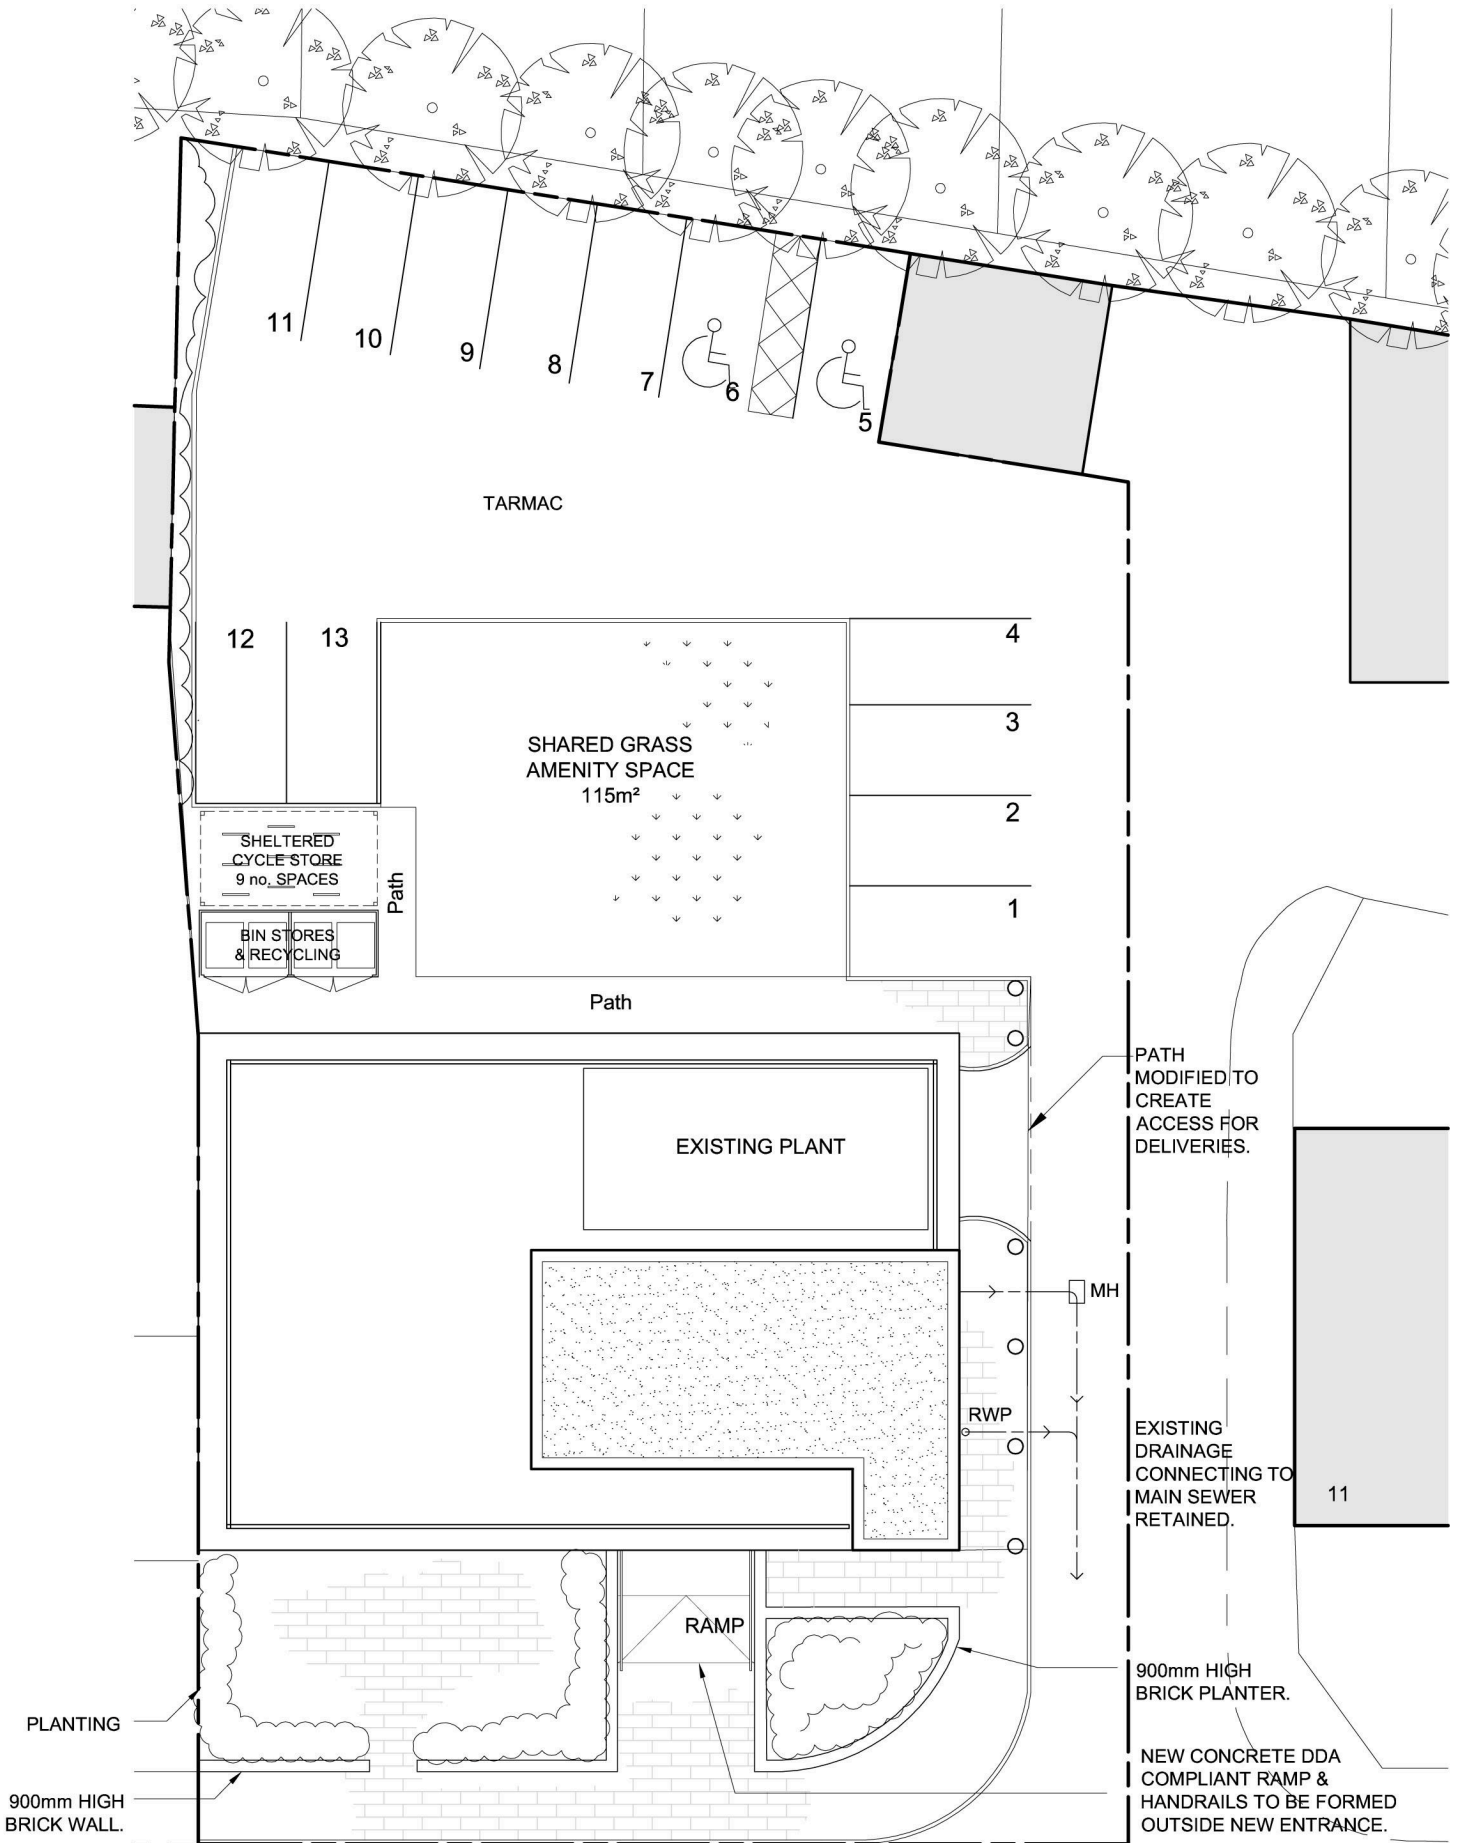 11
10
9
8
7
6
5
TARMAC
12
13
4
3
2
1
SHARED GRASS
AMENITY SPACE
115m²
SHELTERED
CYCLE STORE
9 no. SPACES
Path
BIN STORES
& RECYCLING
Path
PATH
MODIFIED TO
CREATE
ACCESS FOR
DELIVERIES.
EXISTING PLANT
MH
RWP
EXISTING
DRAINAGE
CONNECTING TO
MAIN SEWER
RETAINED.
11
RAMP
900mm HIGH
BRICK PLANTER.
PLANTING
NEW CONCRETE DDA
COMPLIANT RAMP &
HANDRAILS TO BE FORMED
OUTSIDE NEW ENTRANCE.
900mm HIGH
BRICK WALL.